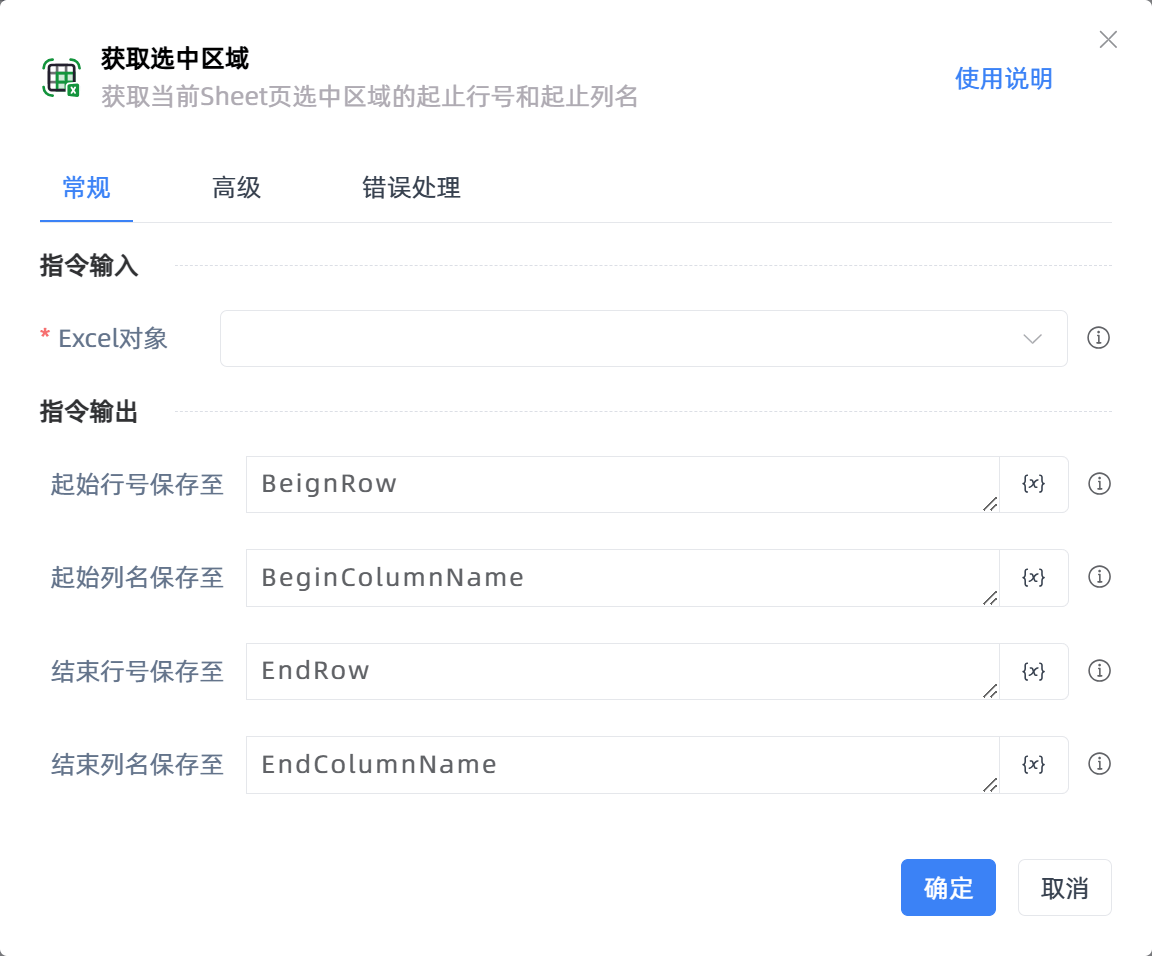 获取选中区域
获取当前Sheet页选中区域的起止行号和起止列名
使用说明
常规 高级 错误处理
指令输入
* Excel对象
指令输出
起始行号保存至 BeignRow {x}
起始列名保存至 BeginColumnName {x}
结束行号保存至 EndRow {x}
结束列名保存至 EndColumnName {x}
确定 取消